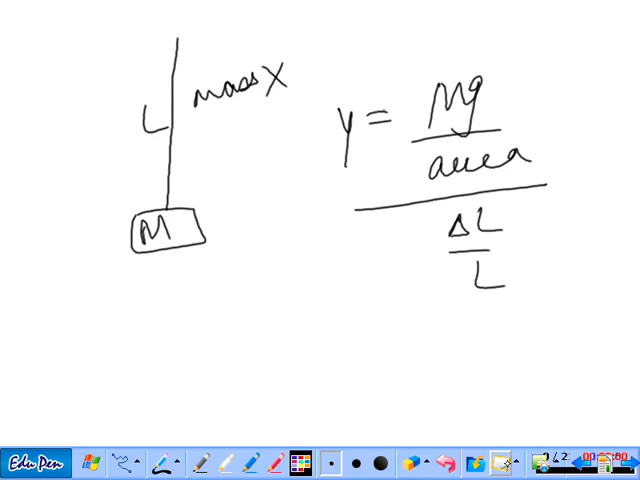 mass X
L
M
Y = Mg
area
ΔL
L
Edu Pen